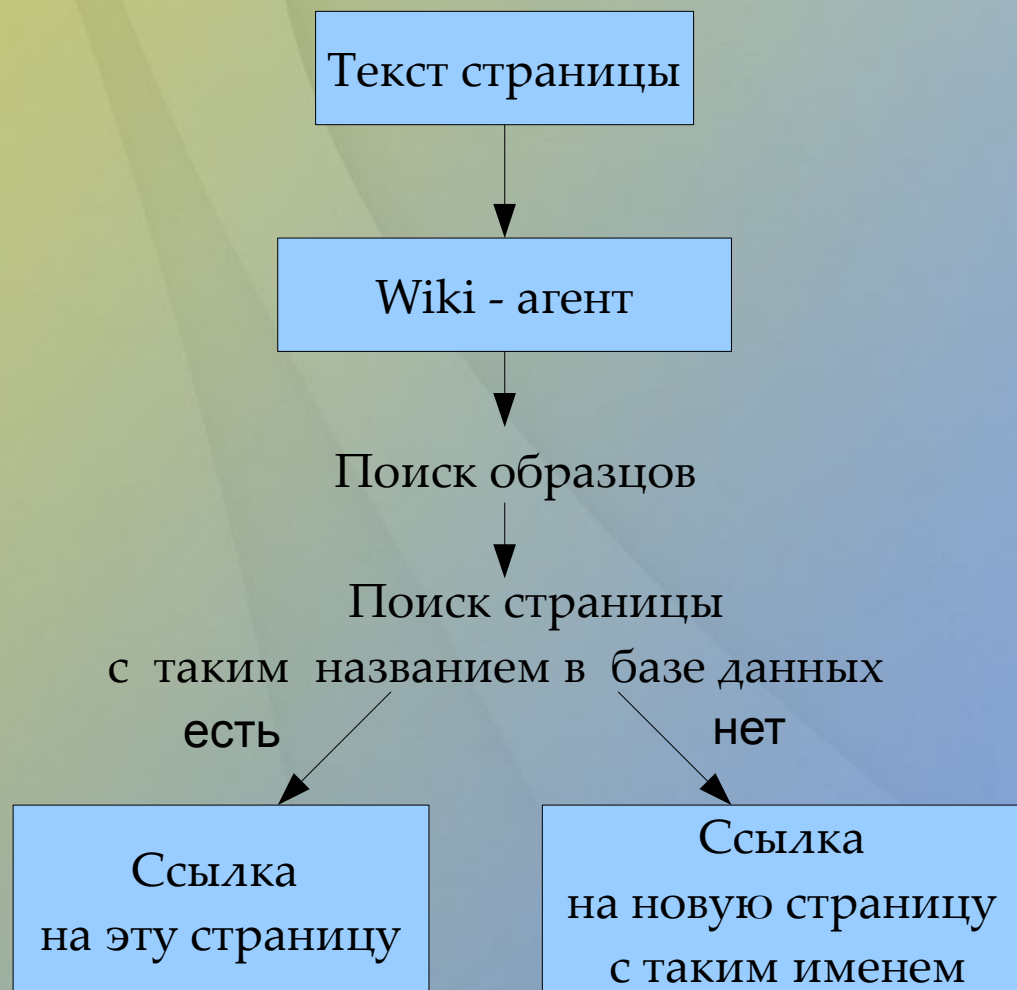 Текст страницы
Wiki - агент
Поиск образцов
Поиск страницы
с таким названием в базе данных
есть
нет
Ссылка
на эту страницу
Ссылка
на новую страницу
с таким именем